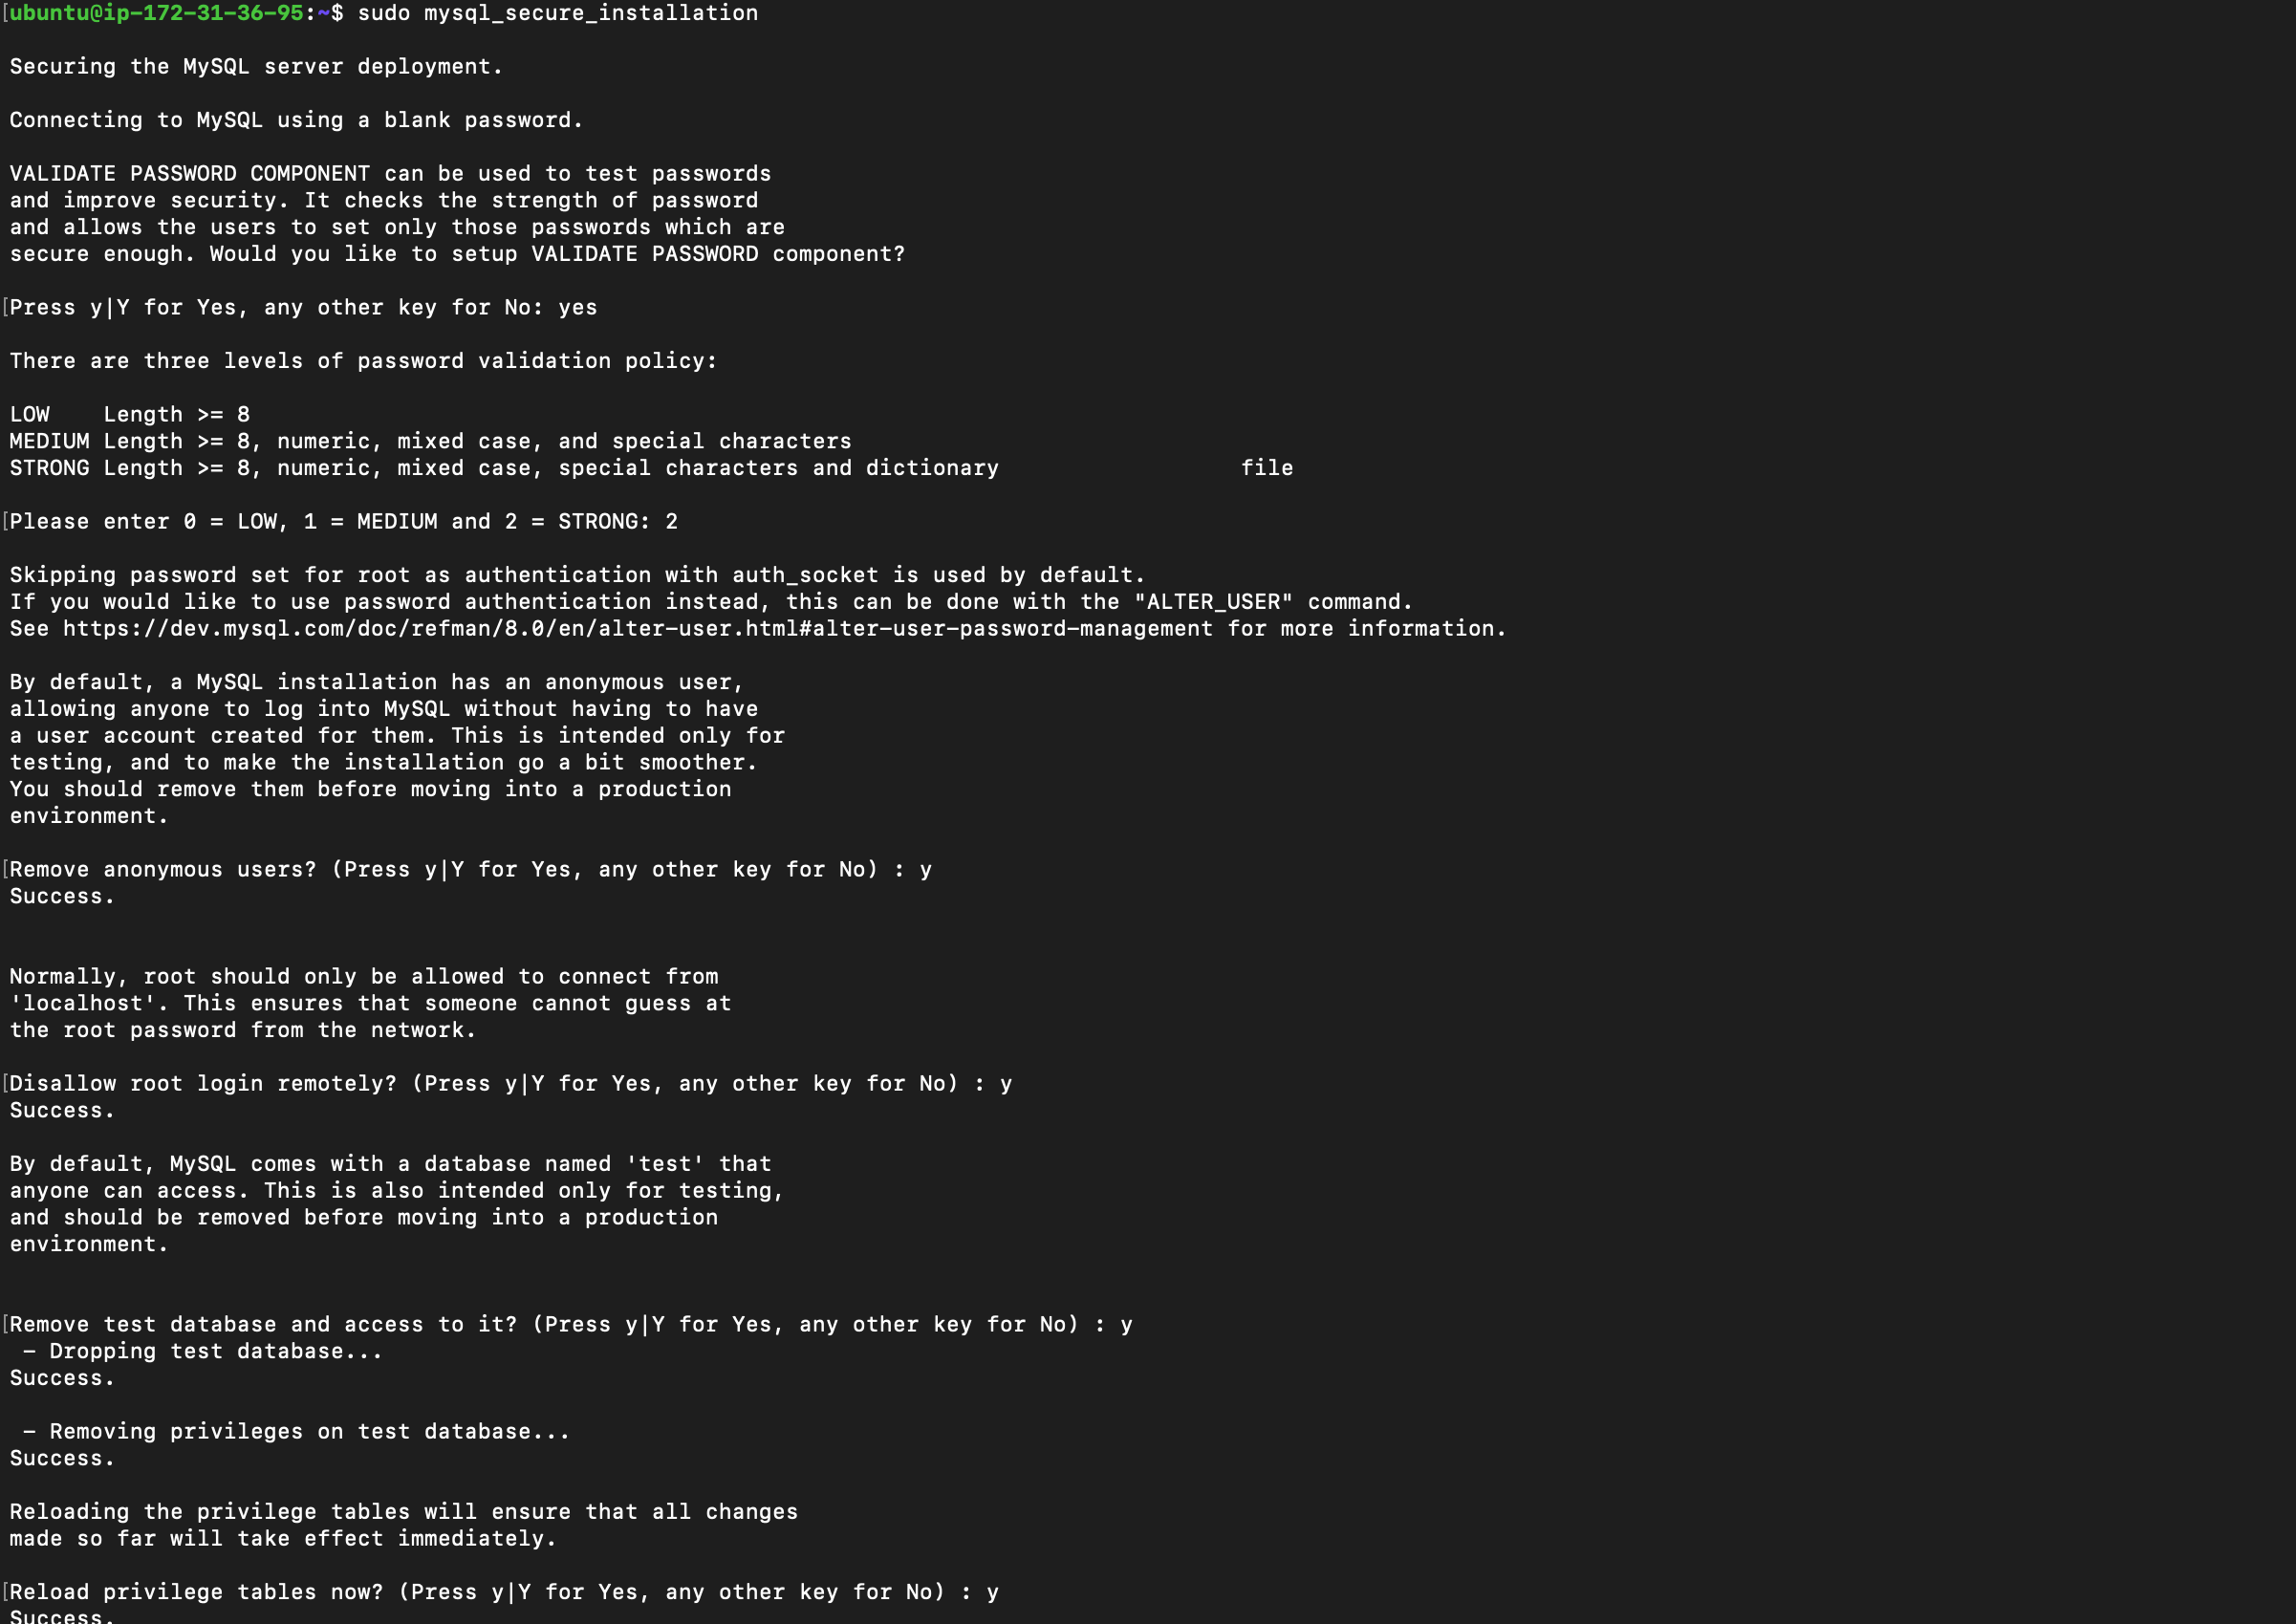 [ubuntu@ip-172-31-36-95:~$ sudo mysql_secure_installation
Securing the MySQL server deployment.
Connecting to MySQL using a blank password.
VALIDATE PASSWORD COMPONENT can be used to test passwords
and improve security. It checks the strength of password
and allows the users to set only those passwords which are
secure enough. Would you like to setup VALIDATE PASSWORD component?
[Press y|Y for Yes, any other key for No: yes
There are three levels of password validation policy:
LOW    Length >= 8
MEDIUM Length >= 8, numeric, mixed case, and special characters
STRONG Length >= 8, numeric, mixed case, special characters and dictionary                  file
[Please enter 0 = LOW, 1 = MEDIUM and 2 = STRONG: 2
Skipping password set for root as authentication with auth_socket is used by default.
If you would like to use password authentication instead, this can be done with the "ALTER_USER" command.
See https://dev.mysql.com/doc/refman/8.0/en/alter-user.html#alter-user-password-management for more information.
By default, a MySQL installation has an anonymous user,
allowing anyone to log into MySQL without having to have
a user account created for them. This is intended only for
testing, and to make the installation go a bit smoother.
You should remove them before moving into a production
environment.
[Remove anonymous users? (Press y|Y for Yes, any other key for No) : y
Success.
Normally, root should only be allowed to connect from
'localhost'. This ensures that someone cannot guess at
the root password from the network.
[Disallow root login remotely? (Press y|Y for Yes, any other key for No) : y
Success.
By default, MySQL comes with a database named 'test' that
anyone can access. This is also intended only for testing,
and should be removed before moving into a production
environment.
[Remove test database and access to it? (Press y|Y for Yes, any other key for No) : y
 - Dropping test database...
Success.
 - Removing privileges on test database...
Success.
Reloading the privilege tables will ensure that all changes
made so far will take effect immediately.
[Reload privilege tables now? (Press y|Y for Yes, any other key for No) : y
Success.